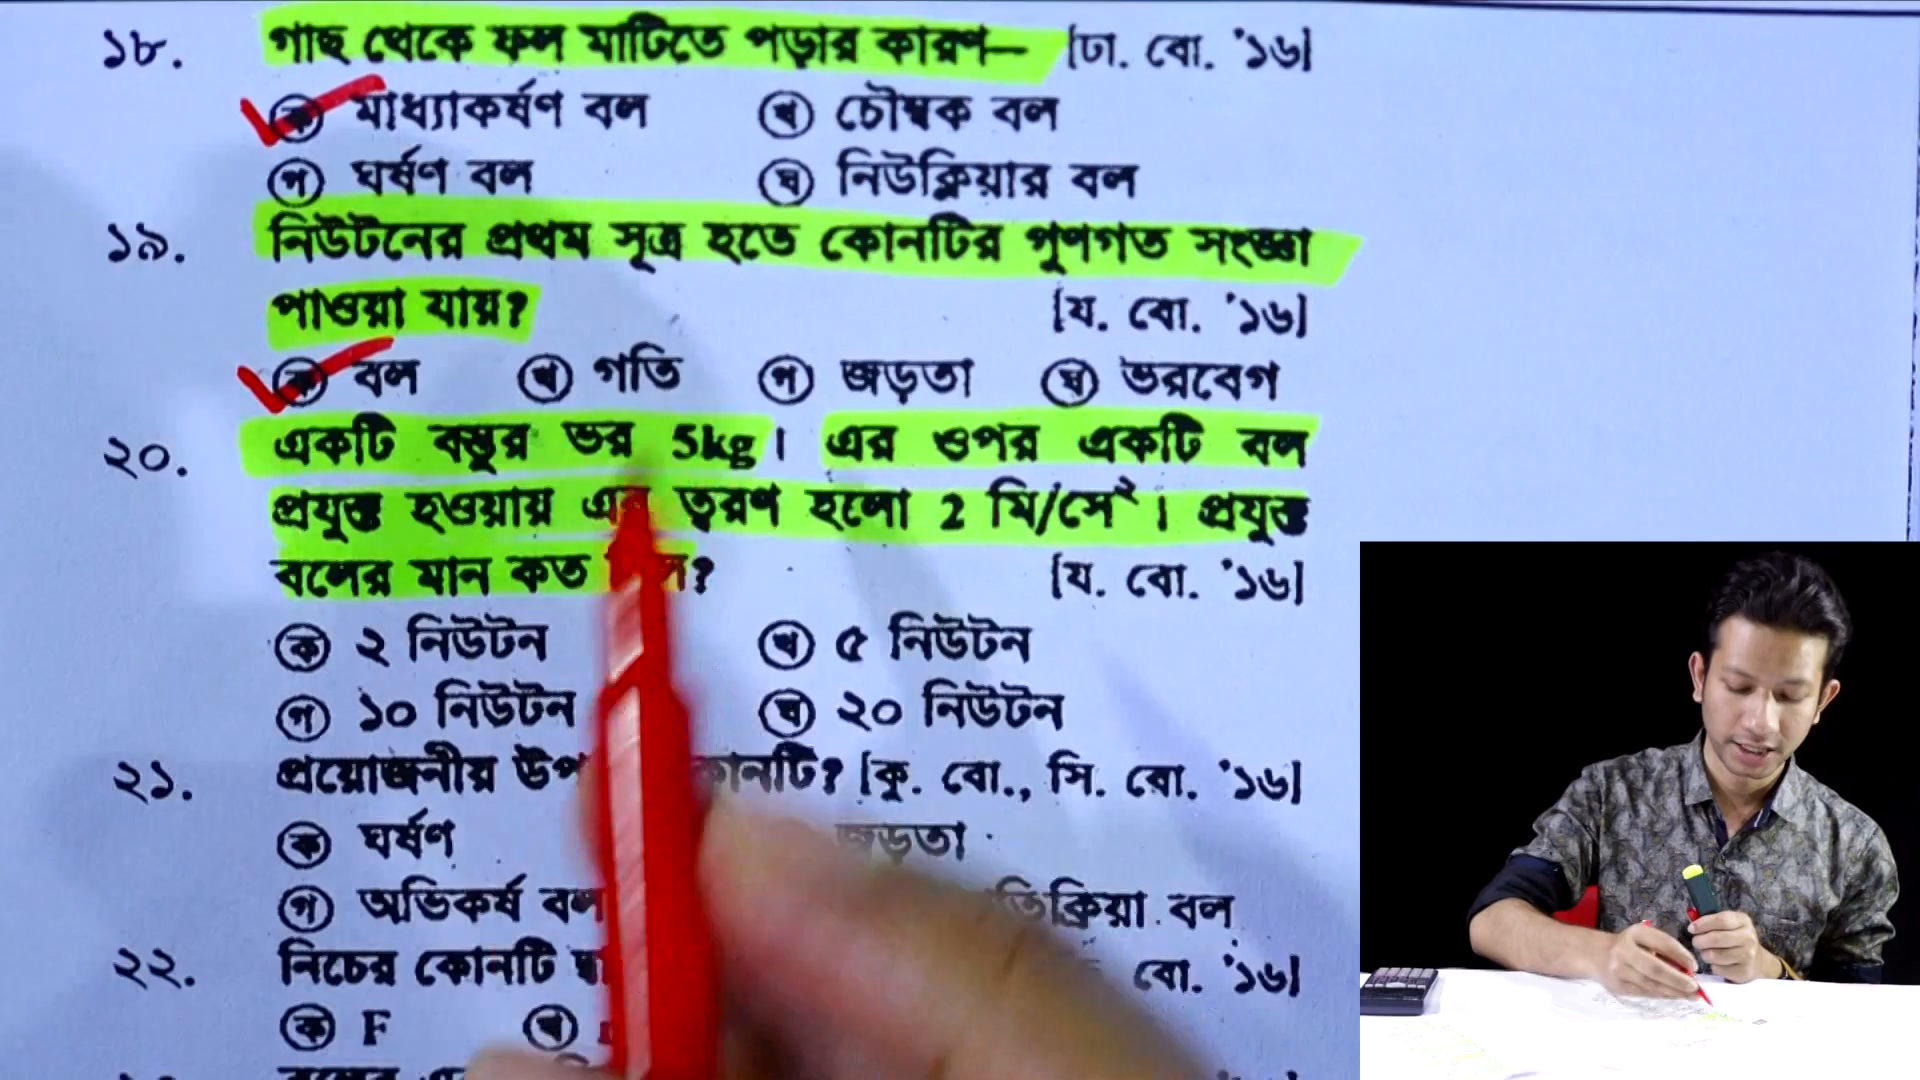 ১৮. গাছ থেকে ফল মাটিতে পড়ার কারণ— [ঢা. বো. '১৬]
ক মাধ্যাকর্ষণ বল খ চৌম্বক বল
গ ঘর্ষণ বল ঘ নিউক্লিয়ার বল
১৯. নিউটনের প্রথম সূত্র হতে কোনটির গুণগত সংজ্ঞা
পাওয়া যায়? [য. বো. '১৬]
ক বল খ গতি গ জড়তা ঘ ভরবেগ
২০. একটি বস্তুর ভর 5kg। এর ওপর একটি বল
প্রযুক্ত হওয়ায় এর ত্বরণ হলো 2 মি/সে²। প্রযুক্ত
বলের মান কত ?
[য. বো. '১৬]
ক ২ নিউটন খ ৫ নিউটন
গ ১০ নিউটন ঘ ২০ নিউটন
২১. প্রয়োজনীয় কোনটি? [কু. বো., সি. বো. '১৬]
ক ঘর্ষণ জড়তা
গ অভিকর্ষ বল বল
২২. নিচের কোনটি বো. '১৬]
ক F খ
বলের